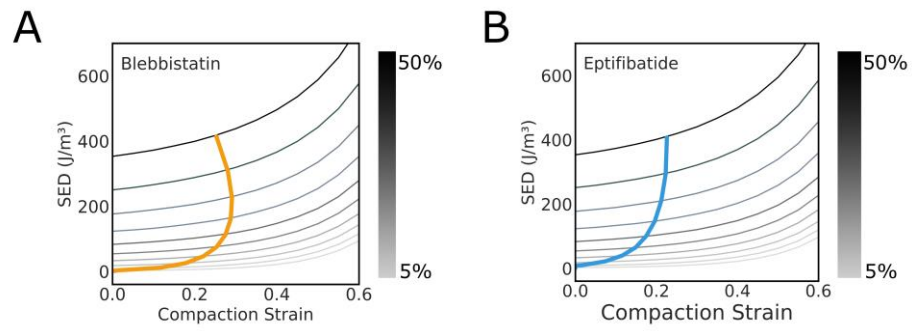 A
Blebbistatin
SED (J/m³)
600
400
200
0
0.0 0.2 0.4 0.6
Compaction Strain
50%
5%
B
Eptifibatide
SED (J/m³)
600
400
200
0
0.0 0.2 0.4 0.6
Compaction Strain
50%
5%